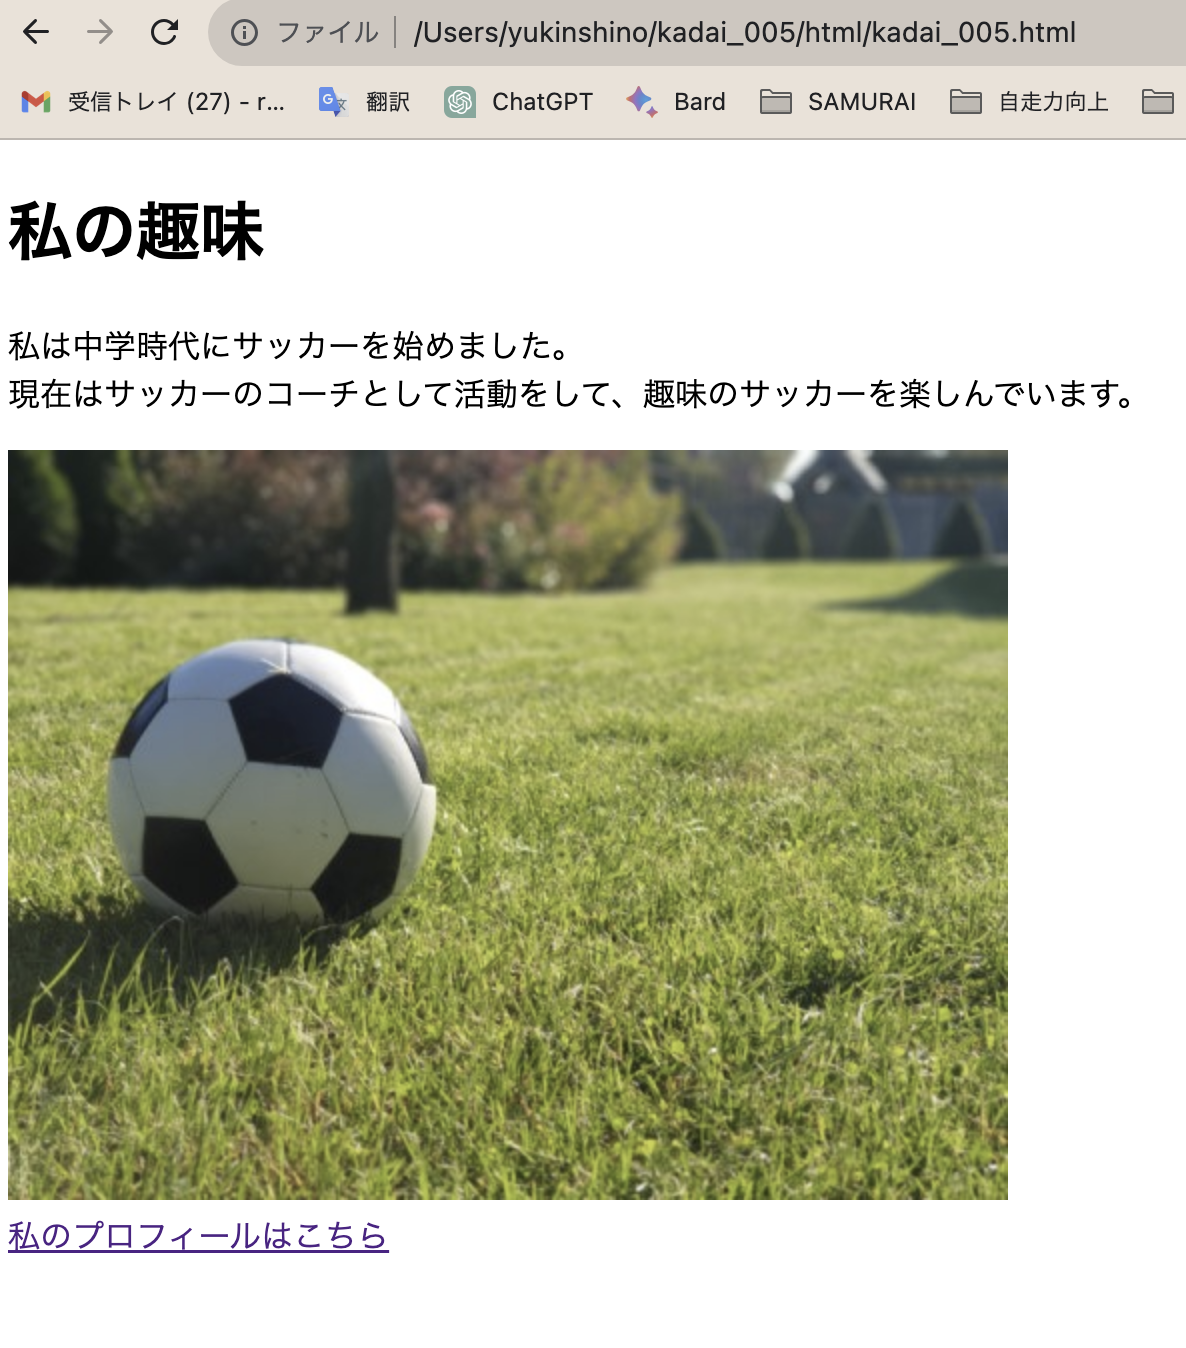 ファイル /Users/yukinshino/kadai_005/html/kadai_005.html
受信トレイ (27) - r... 翻訳 ChatGPT Bard SAMURAI 自走力向上
私の趣味
私は中学時代にサッカーを始めました。
現在はサッカーのコーチとして活動をして、趣味のサッカーを楽しんでいます。
私のプロフィールはこちら